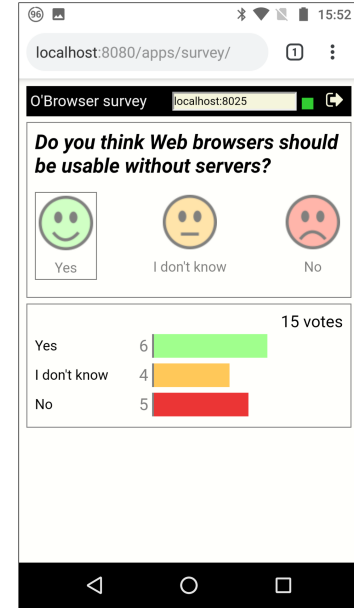 96 15:52
localhost:8080/apps/survey/ 1
O'Browser survey localhost:8025
Do you think Web browsers should
be usable without servers?
Yes I don't know No
15 votes
Yes 6
I don't know 4
No 5